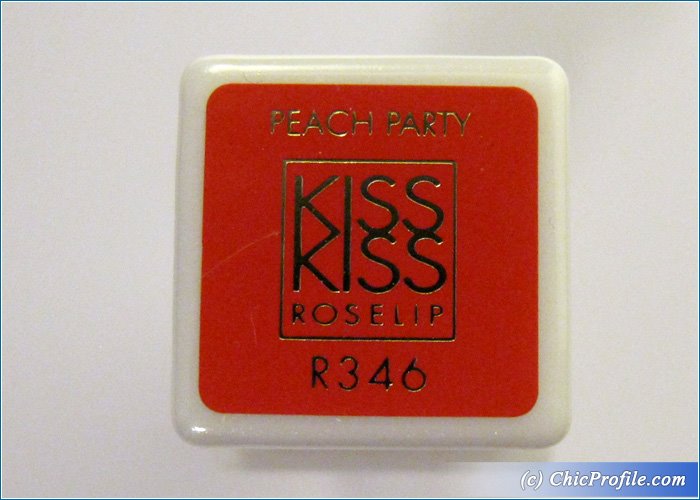 PEACH PARTY
KISS
KISS
ROSELIP
R346
(c) ChicProfile.com